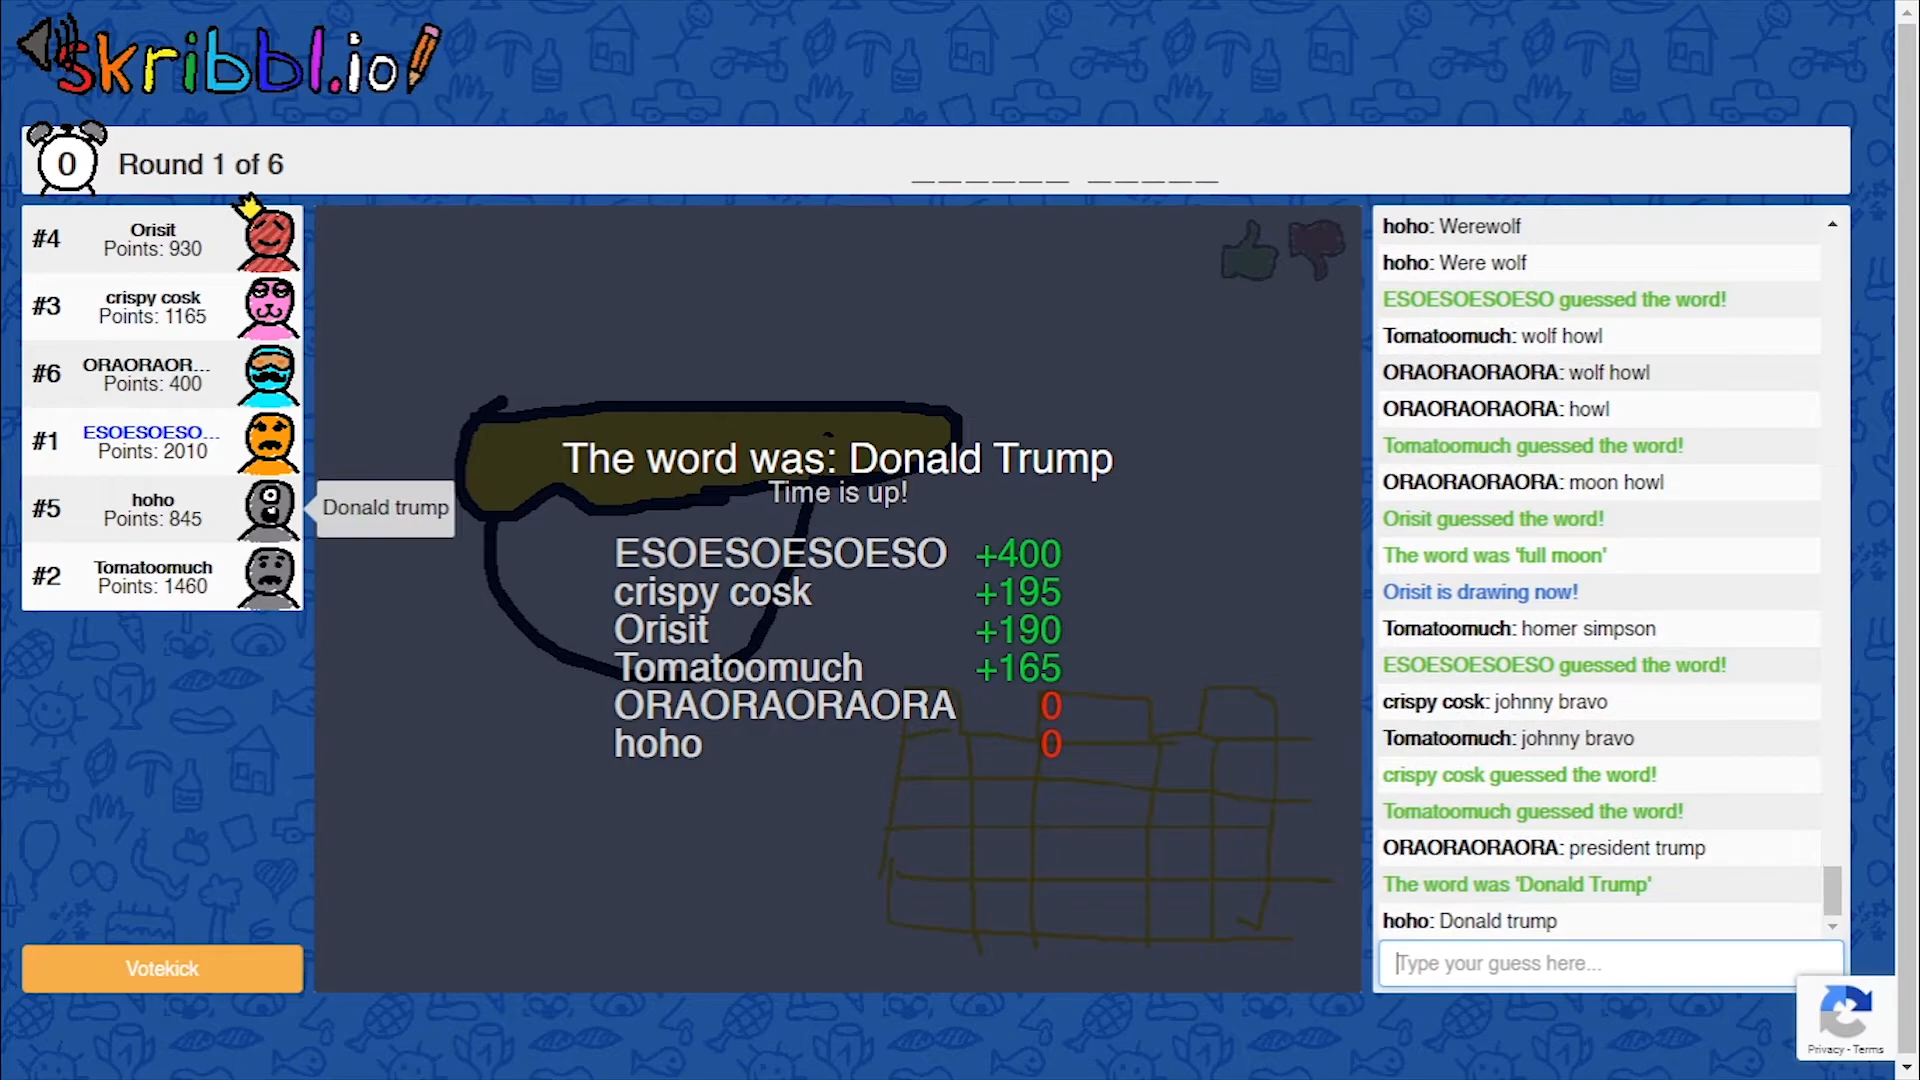 skribbl.io
0
Round 1 of 6
______ _____
#4
Orisit
Points: 930
#3
crispy cosk
Points: 1165
#6
ORAORAOR...
Points: 400
#1
ESOESOESO...
Points: 2010
#5
hoho
Points: 845
Donald trump
#2
Tomatoomuch
Points: 1460
Votekick
The word was: Donald Trump
Time is up!
ESOESOESOESO +400
crispy cosk +195
Orisit +190
Tomatoomuch +165
ORAORAORAORA 0
hoho 0
hoho: Werewolf
hoho: Were wolf
ESOESOESOESO guessed the word!
Tomatoomuch: wolf howl
ORAORAORAORA: wolf howl
ORAORAORAORA: howl
Tomatoomuch guessed the word!
ORAORAORAORA: moon howl
Orisit guessed the word!
The word was 'full moon'
Orisit is drawing now!
Tomatoomuch: homer simpson
ESOESOESOESO guessed the word!
crispy cosk: johnny bravo
Tomatoomuch: johnny bravo
crispy cosk guessed the word!
Tomatoomuch guessed the word!
ORAORAORAORA: president trump
The word was 'Donald Trump'
hoho: Donald trump
Type your guess here...
Privacy - Terms